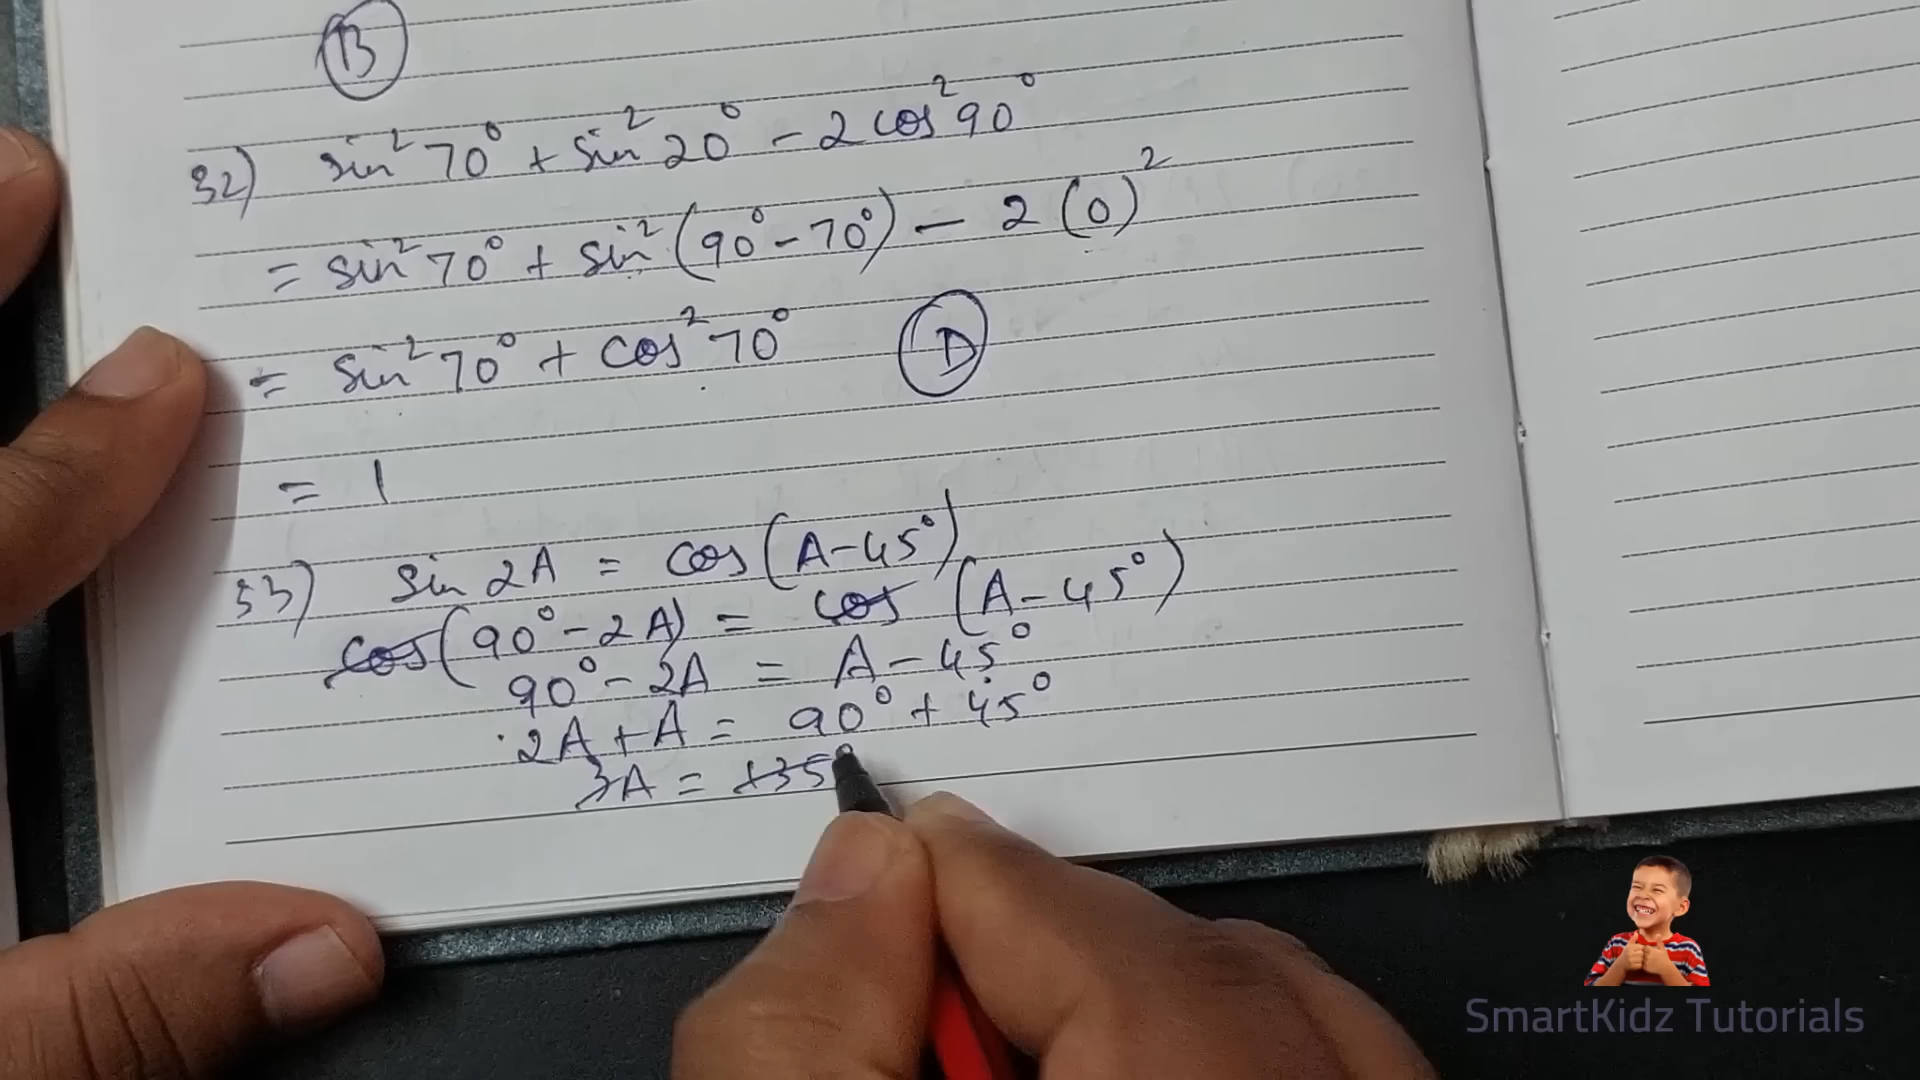 B
32) sin²70° + sin²20° - 2cos²90°
= sin²70° + sin²(90°-70°) - 2(0)²
= sin²70° + cos²70° D
= 1
33) sin2A = cos(A-45°)
cos(90°-2A) = cos(A-45°)
90°-2A = A-45°
2A+A = 90°+45°
3A = 135°
SmartKidz Tutorials